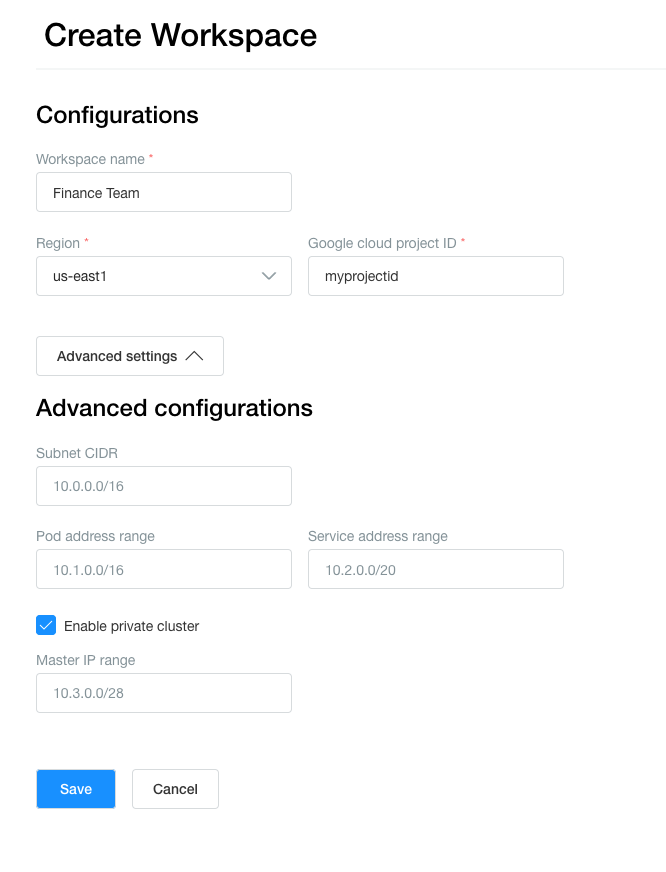 Create Workspace
Configurations
Workspace name *
Finance Team
Region * Google cloud project ID *
us-east1 myprojectid
Advanced settings
Advanced configurations
Subnet CIDR
10.0.0.0/16
Pod address range Service address range
10.1.0.0/16 10.2.0.0/20
Enable private cluster
Master IP range
10.3.0.0/28
Save Cancel